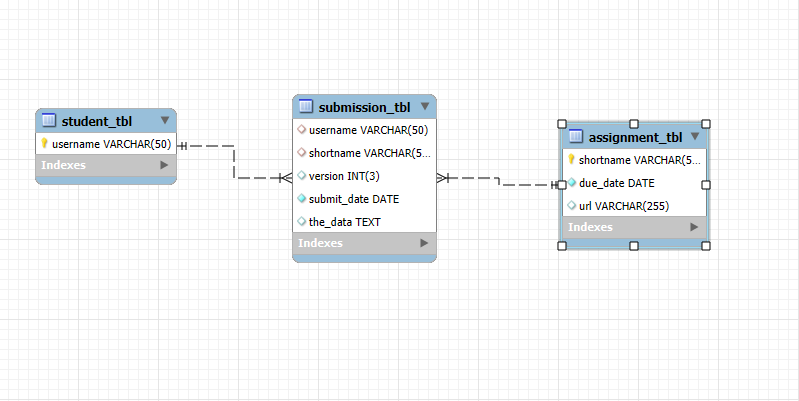 student_tbl
username VARCHAR(50)
Indexes
submission_tbl
username VARCHAR(50)
shortname VARCHAR(5...
version INT(3)
submit_date DATE
the_data TEXT
Indexes
assignment_tbl
shortname VARCHAR(5...
due_date DATE
url VARCHAR(255)
Indexes